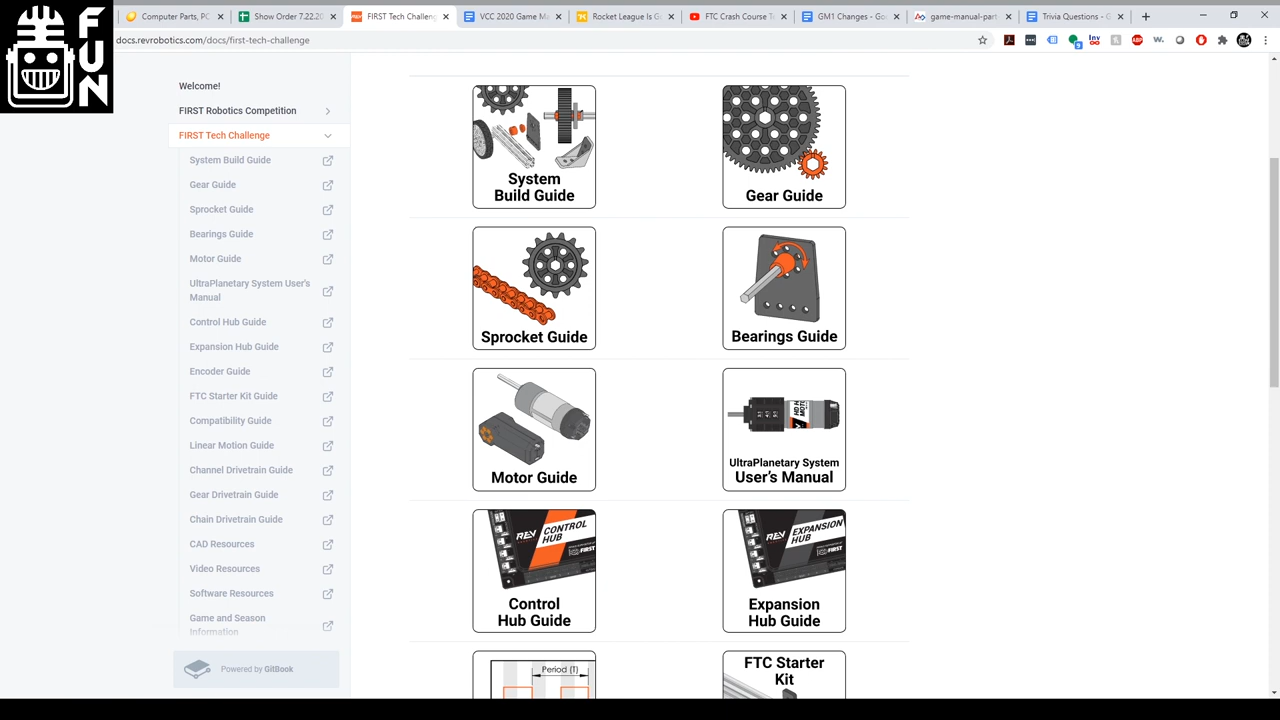 FUN
Computer Parts, PC
Show Order 7.22.20
FIRST Tech Challeng
VCC 2020 Game M
Rocket League Is G
FTC Crash Course T
GM1 Changes - Go
game-manual-part
Trivia Questions - G
docs.revrobotics.com/docs/first-tech-challenge
Welcome!
FIRST Robotics Competition
FIRST Tech Challenge
System Build Guide
Gear Guide
Sprocket Guide
Bearings Guide
Motor Guide
UltraPlanetary System User's
Manual
Control Hub Guide
Expansion Hub Guide
Encoder Guide
FTC Starter Kit Guide
Compatibility Guide
Linear Motion Guide
Channel Drivetrain Guide
Gear Drivetrain Guide
Chain Drivetrain Guide
CAD Resources
Video Resources
Software Resources
Game and Season
Information
Powered by GitBook
System
Build Guide
Gear Guide
Sprocket Guide
Bearings Guide
Motor Guide
UltraPlanetary System
User's Manual
REV
CONTROL
HUB
FIRST
Control
Hub Guide
REV
EXPANSION
HUB
FIRST
Expansion
Hub Guide
Period (T)
FTC Starter
Kit